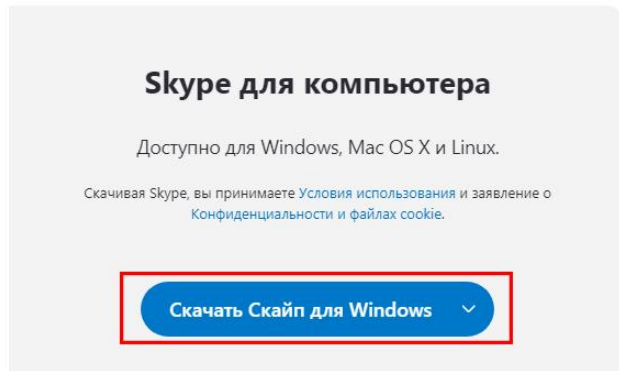 Skype для компьютера
Доступно для Windows, Mac OS X и Linux.
Скачивая Skype, вы принимаете Условия использования и заявление о
Конфиденциальности и файлах cookie.
Скачать Скайп для Windows